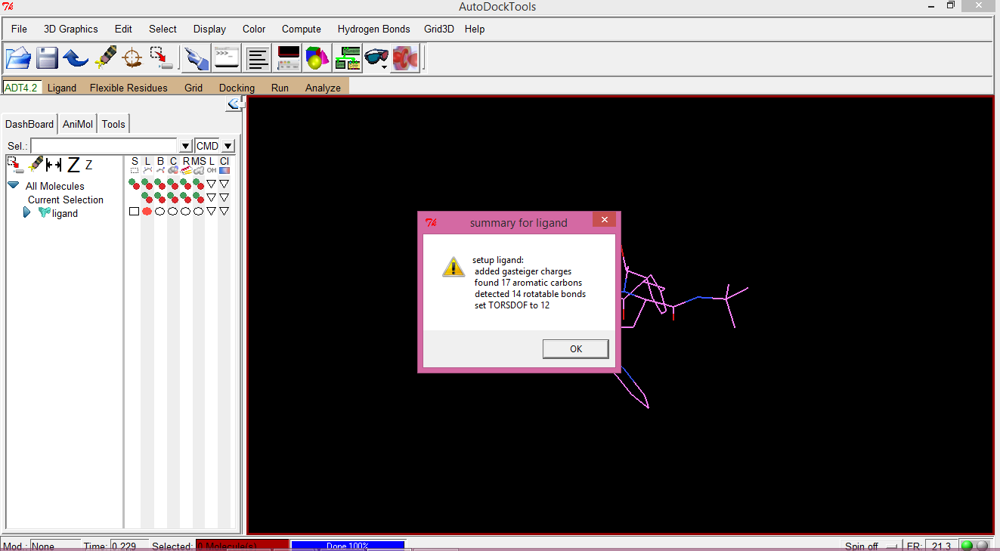 AutoDockTools
File 3D Graphics Edit Select Display Color Compute Hydrogen Bonds Grid3D Help
ADT4.2 Ligand Flexible Residues Grid Docking Run Analyze
DashBoard AniMol Tools
Sel.: CMD
Z Z S L B C R MS L Cl
OH
All Molecules
Current Selection
ligand
summary for ligand
setup ligand:
added gasteiger charges
found 17 aromatic carbons
detected 14 rotatable bonds
set TORSDOF to 12
OK
Mod.: None Time: 0.229 Selected: 0 Molecule(s) Done 100% Spin off FR: 21.3